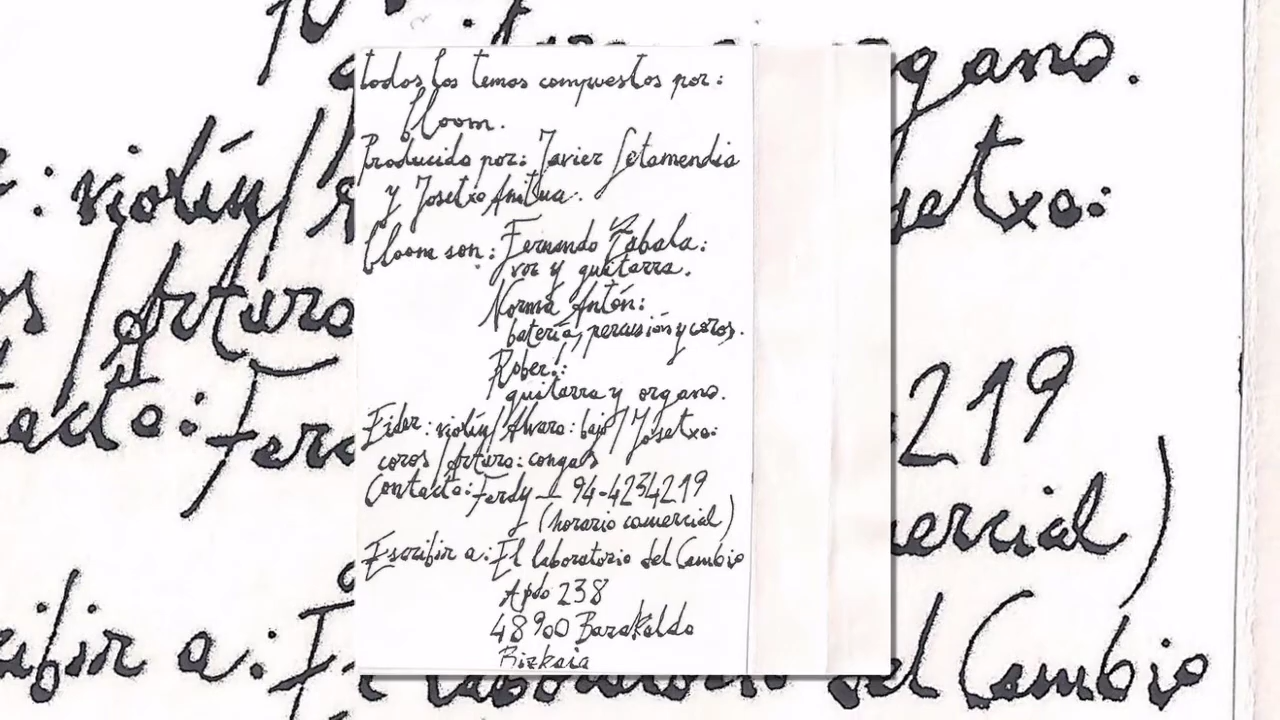 todos los temas compuestos por:
bloom.
Producido por: Javier Letamendia
y Josetxo Anitua.
bloom son: Fernando Zabala:
voz y guitarra.
Norma Antón:
batería, percusión y coros.
Rober.:
guitarra y organo.
Eider: violín / Alvaro: bajo / Josetxo:
coros / Arturo: congas
Contacto: Ferdy — 94-4234219
(horario comercial)
Escribir a: El laboratorio del Cambio
Apdo 238
48900 Barakaldo
Bizkaia